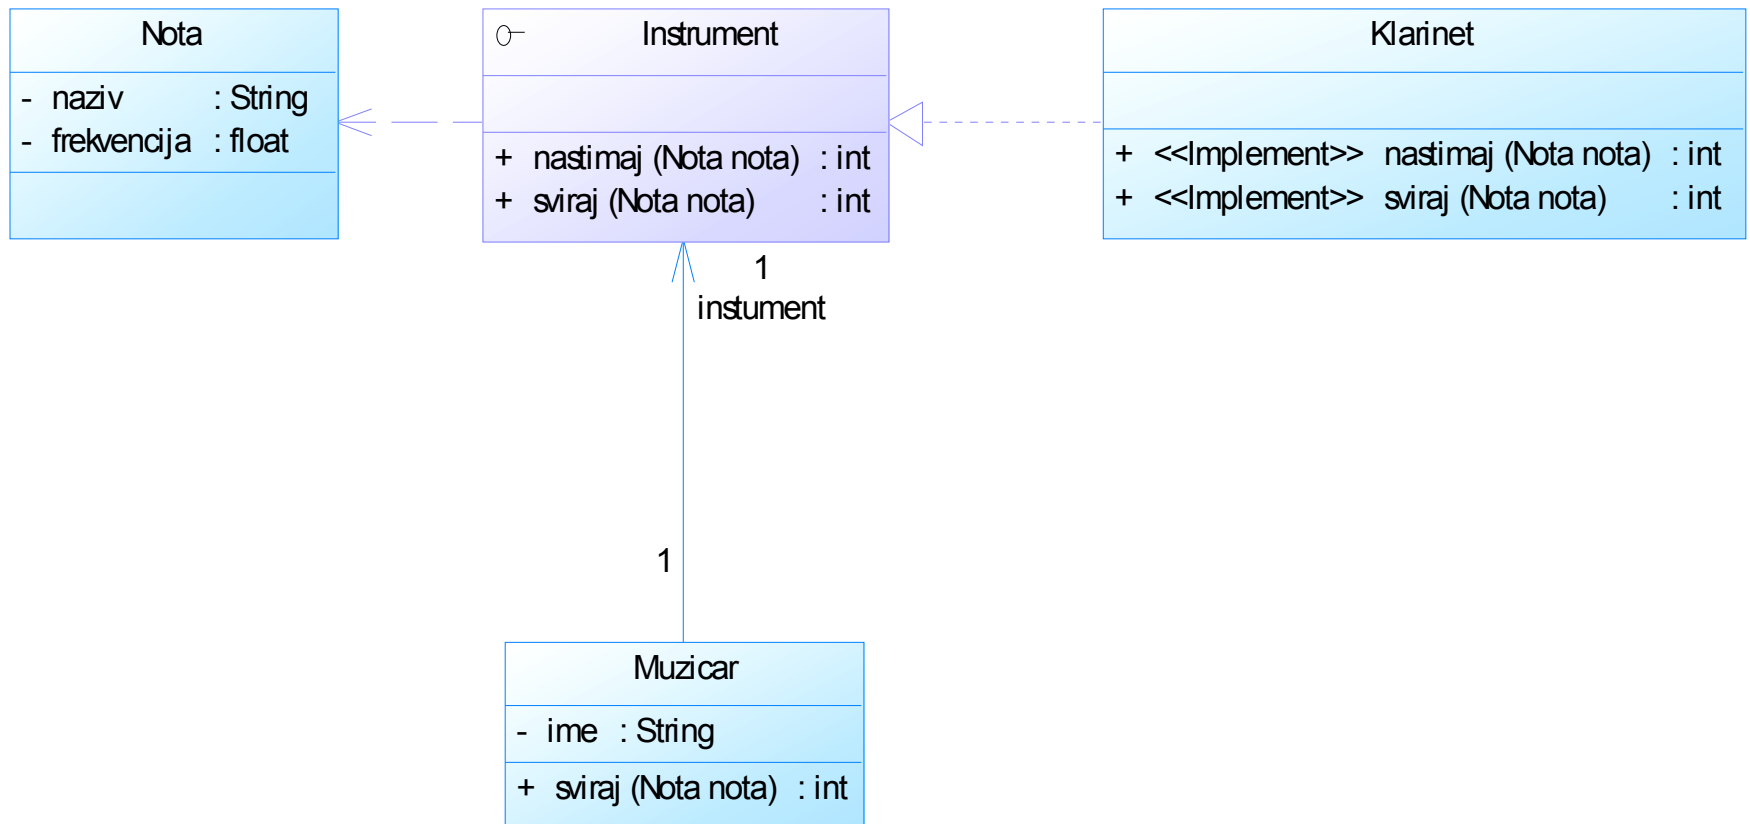 Nota
- naziv : String
- frekvencija : float
Instrument
+ nastimaj (Nota nota) : int
+ sviraj (Nota nota) : int
Klarinet
+ <<Implement>> nastimaj (Nota nota) : int
+ <<Implement>> sviraj (Nota nota) : int
1
instument
1
Muzicar
- ime : String
+ sviraj (Nota nota) : int